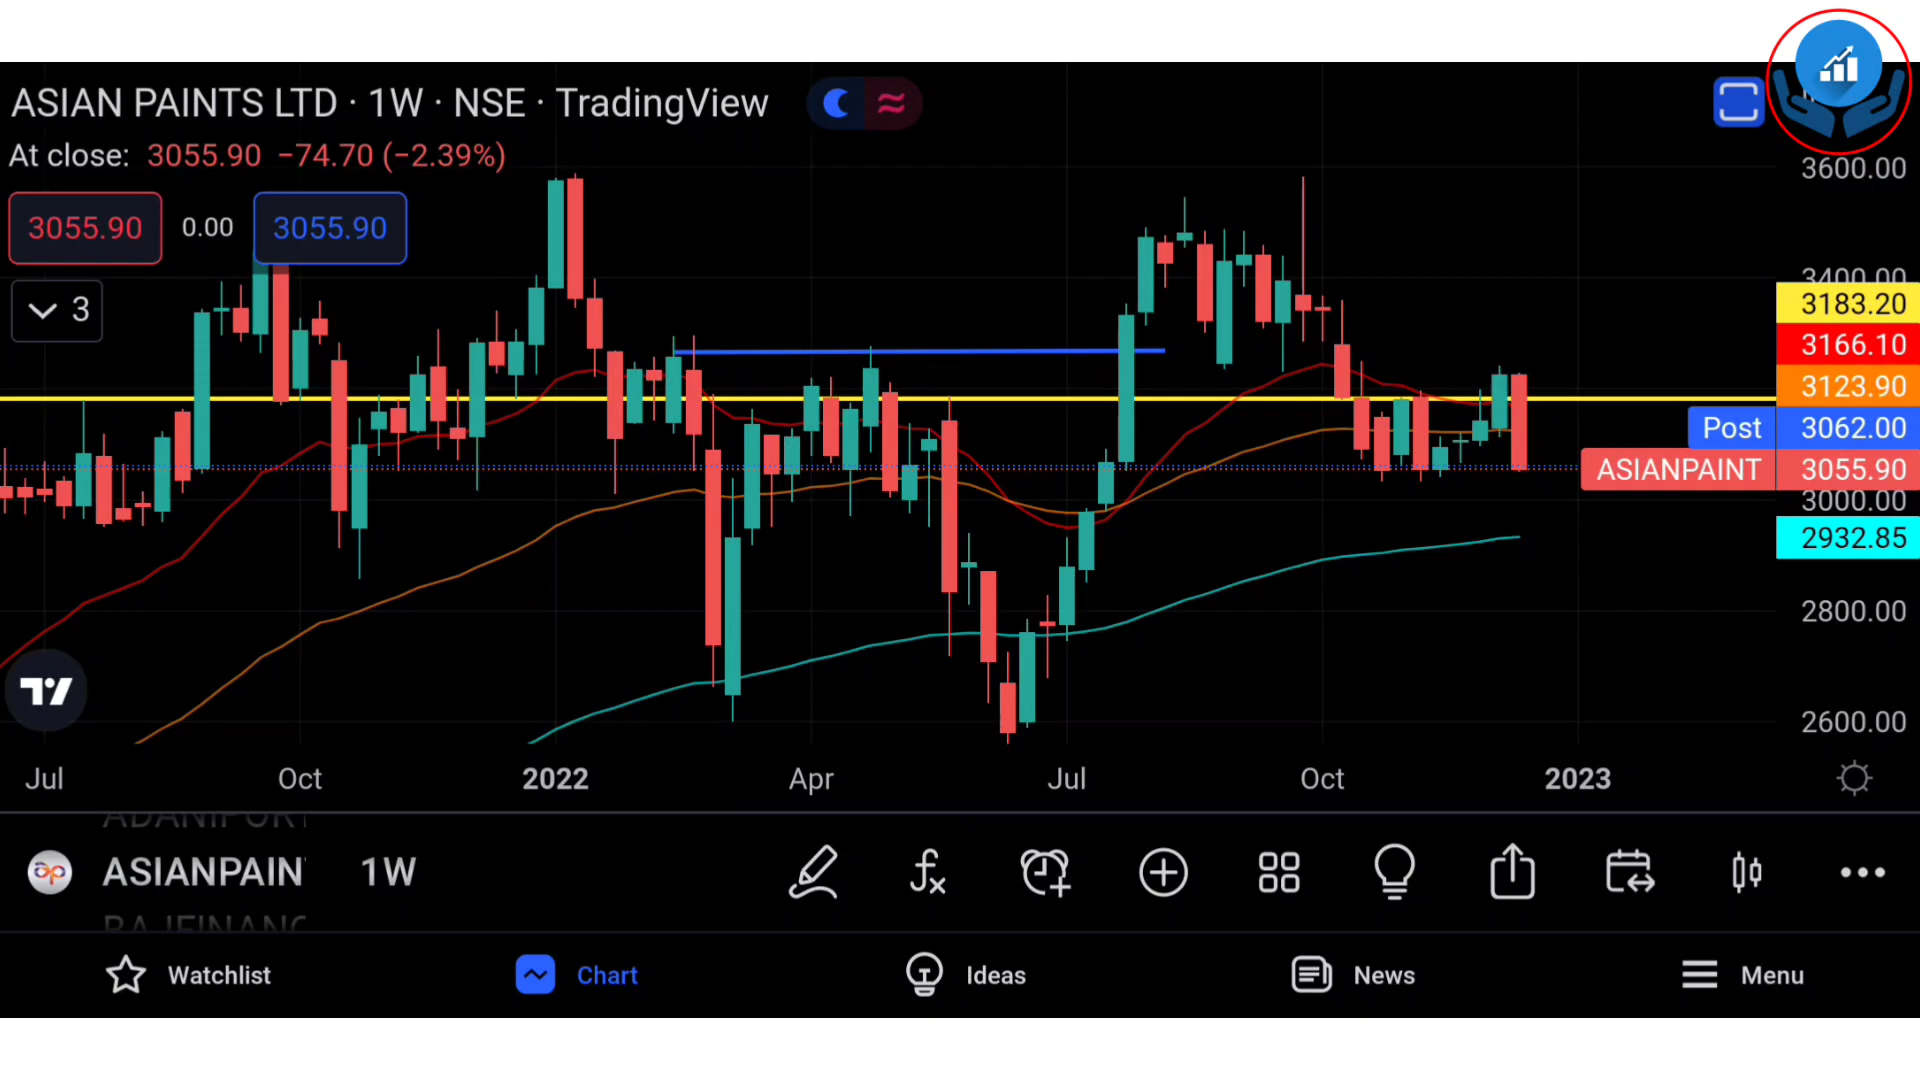 ASIAN PAINTS LTD · 1W · NSE · TradingView
At close: 3055.90 −74.70 (−2.39%)
3055.90 0.00 3055.90
3
3600.00
3400.00
3183.20
3166.10
3123.90
Post 3062.00
ASIANPAINT 3055.90
3000.00
2932.85
2800.00
2600.00
Jul Oct 2022 Apr Jul Oct 2023
ASIANPAIN 1W
Watchlist Chart Ideas News Menu